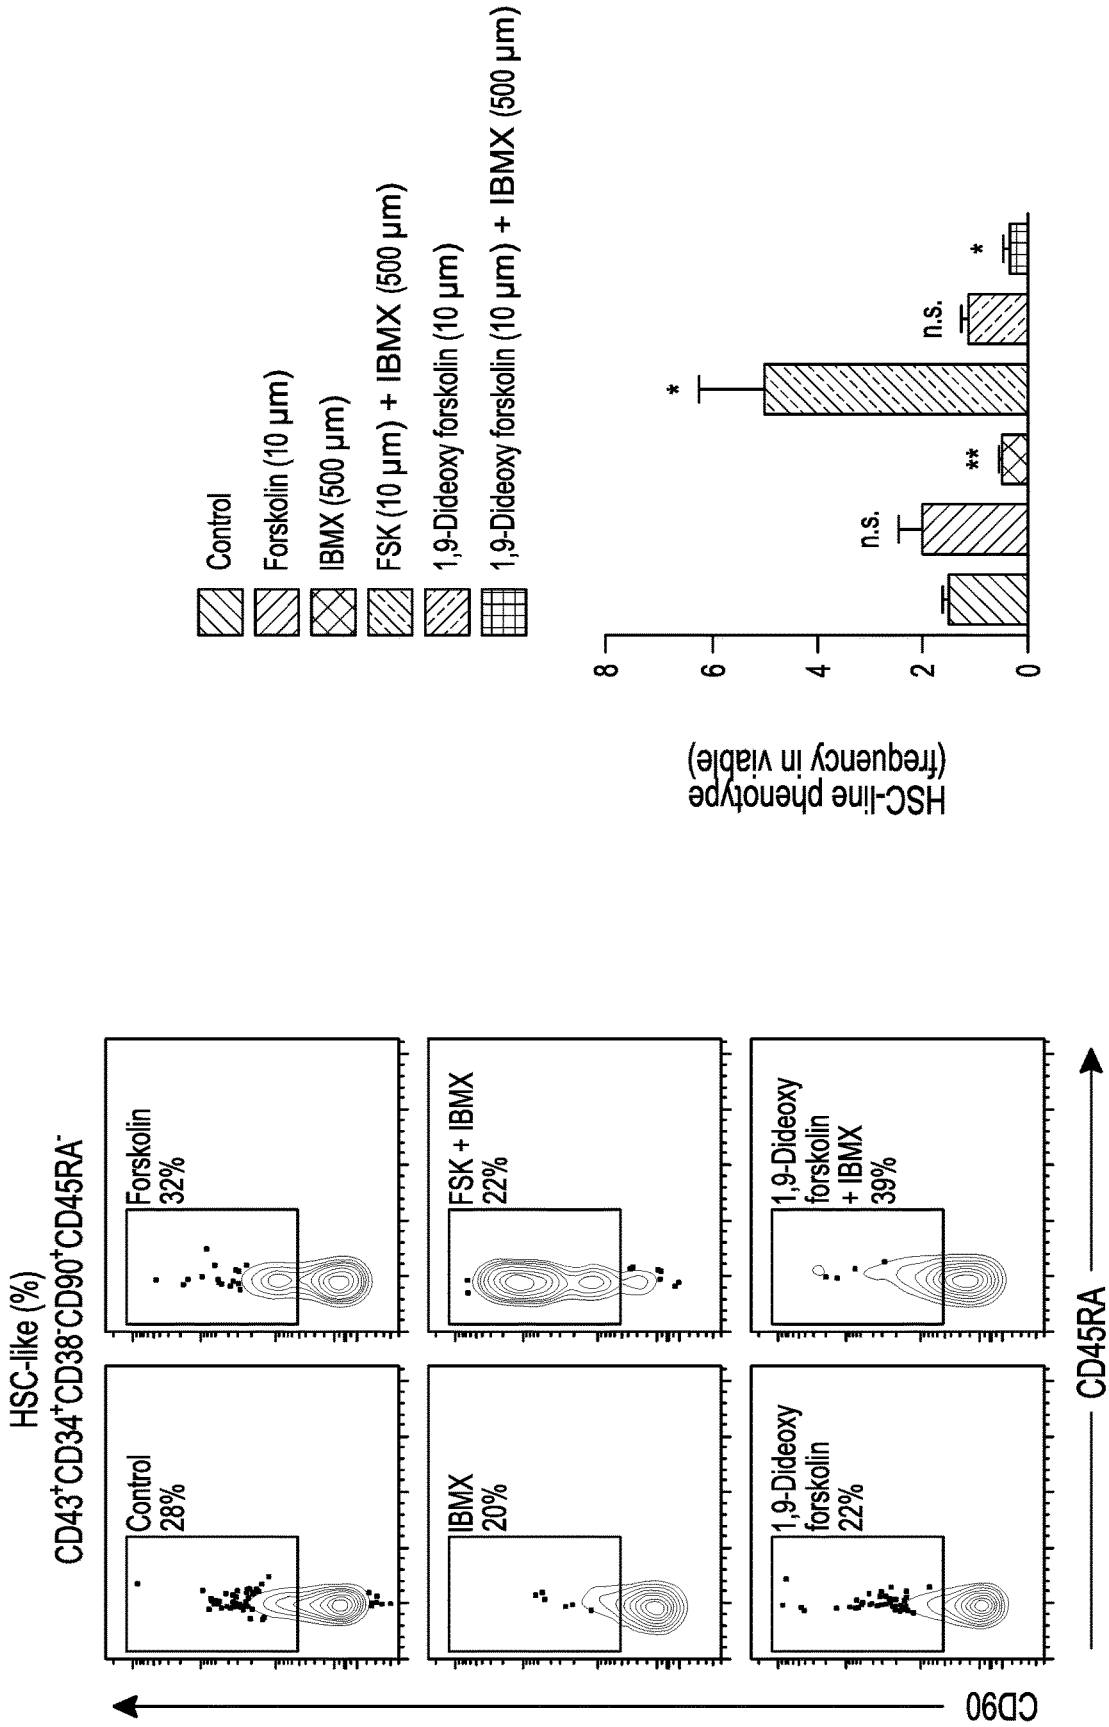 HSC-like (%)
CD43⁺CD34⁺CD38⁻CD90⁺CD45RA⁻
Control
28%
Forskolin
32%
IBMX
20%
FSK + IBMX
22%
1,9-Dideoxy
forskolin
22%
1,9-Dideoxy
forskolin
+ IBMX
39%
CD90
CD45RA
Control
Forskolin (10 µm)
IBMX (500 µm)
FSK (10 µm) + IBMX (500 µm)
1,9-Dideoxy forskolin (10 µm)
1,9-Dideoxy forskolin (10 µm) + IBMX (500 µm)
HSC-line phenotype
(frequency in viable)
8
6
4
2
0
n.s.
**
*
n.s.
*